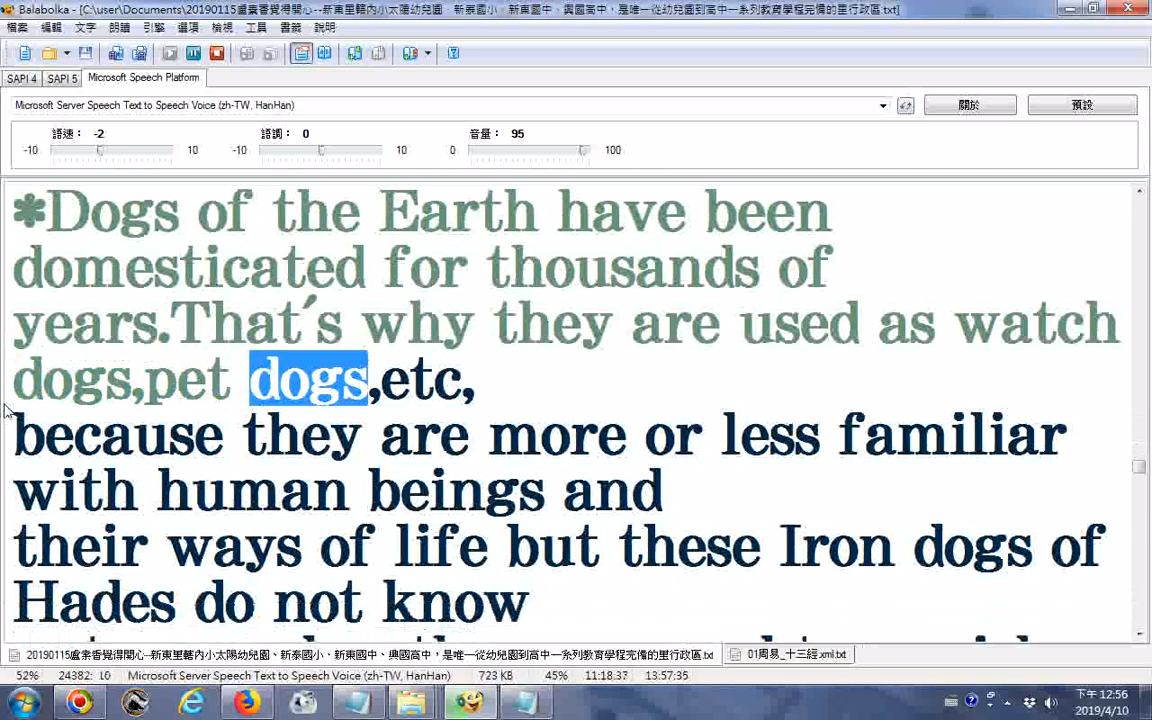 Balabolka - [C:\user\Documents\20190115盧素香覺得開心--新東里轄內小太陽幼兒園、新泰國小、新東國中、興國高中，是唯一從幼兒園到高中一系列教育學程完備的里行政區.txt]
檔案 編輯 文字 朗讀 引擎 選項 檢視 工具 書籤 說明
SAPI 4 SAPI 5 Microsoft Speech Platform
Microsoft Server Speech Text to Speech Voice (zh-TW, HanHan) 關於 預設
語速： -2 語調： 0 音量： 95
-10 10 -10 10 0 100
*Dogs of the Earth have been
domesticated for thousands of
years.That´s why they are used as watch
dogs,pet dogs,etc,
because they are more or less familiar
with human beings and
their ways of life but these Iron dogs of
Hades do not know
20190115盧素香覺得開心--新東里轄內小太陽幼兒園、新泰國小、新東國中、興國高中，是唯一從幼兒園到高中一系列教育學程完備的里行政區.txt 01周易_十三經.xml.txt
52% 24382: 10 Microsoft Server Speech Text to Speech Voice (zh-TW, HanHan) 723 KB 45% 11:18:37 13:57:35
下午 12:56
2019/4/10